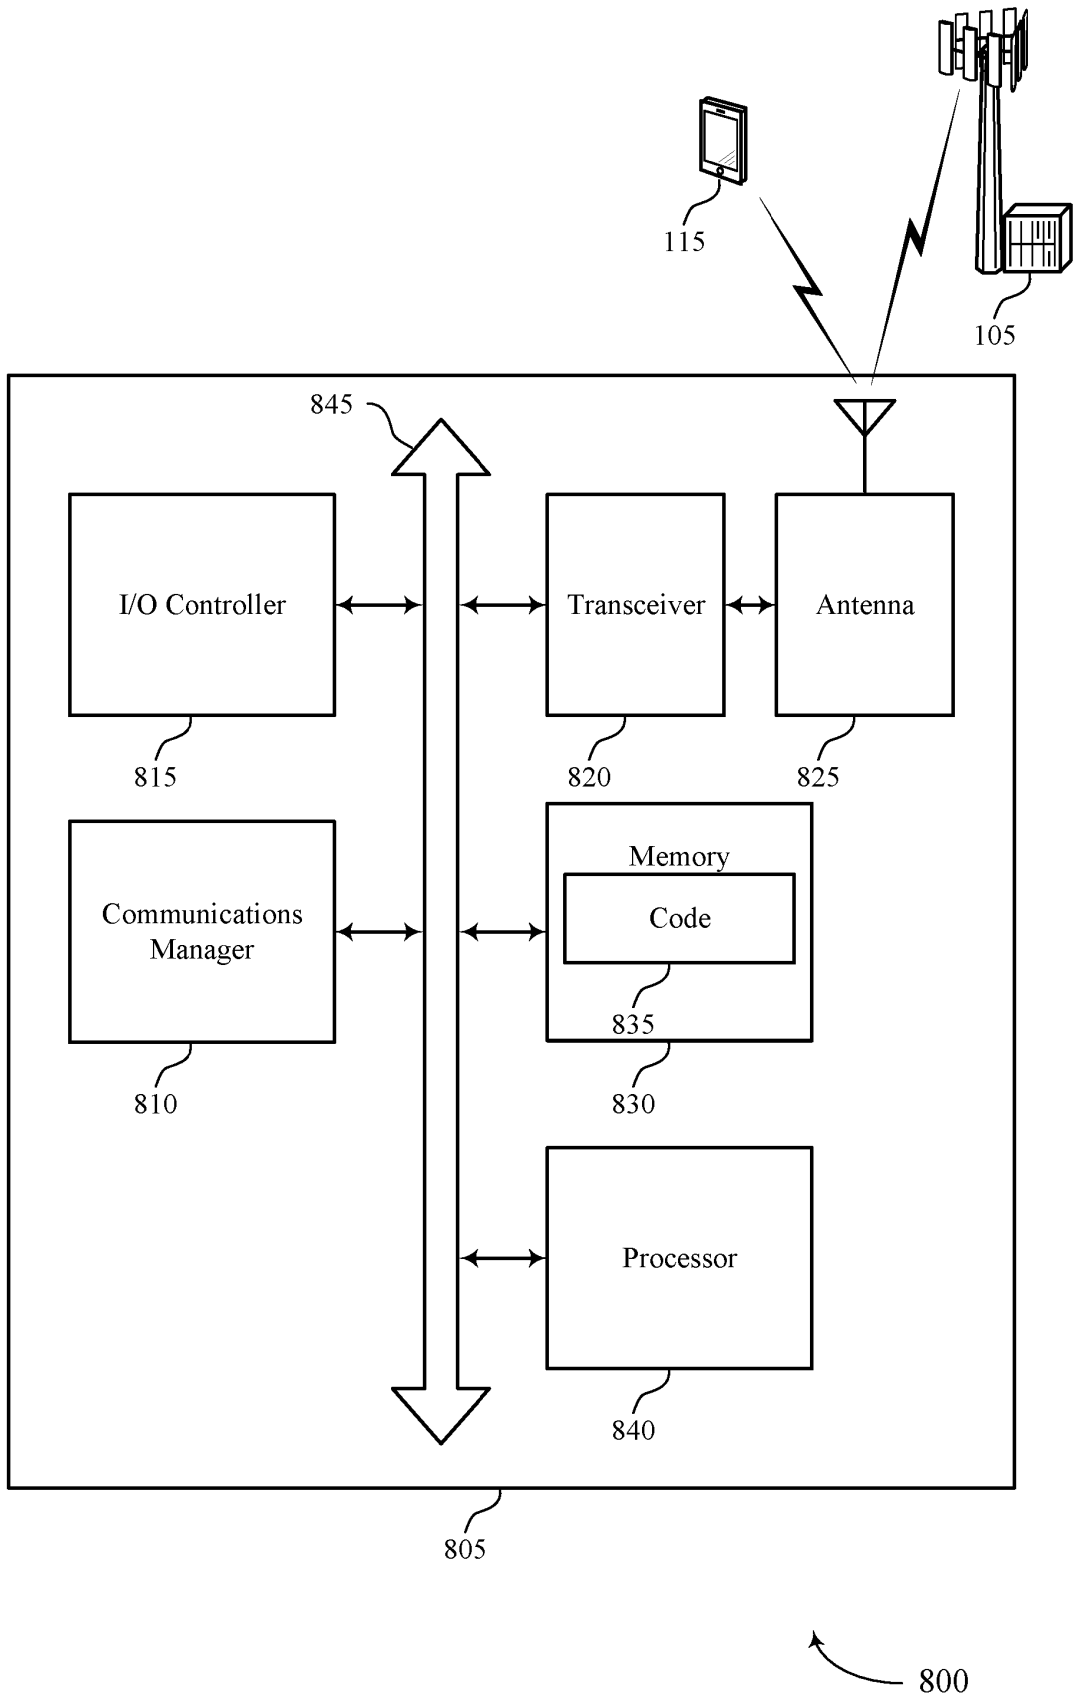 115
105
845
I/O Controller
Transceiver
Antenna
815
820
825
Memory
Code
835
830
Communications
Manager
810
Processor
840
805
800